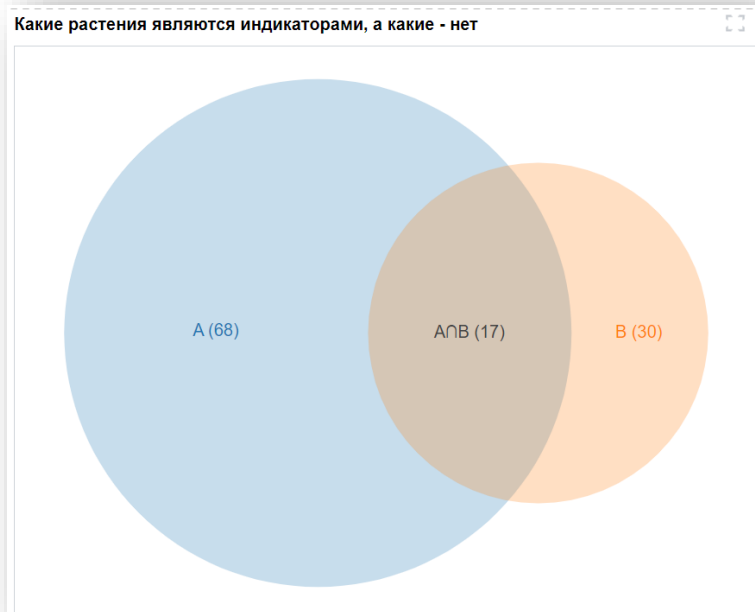 Какие растения являются индикаторами, а какие - нет
A (68)
A∩B (17)
B (30)